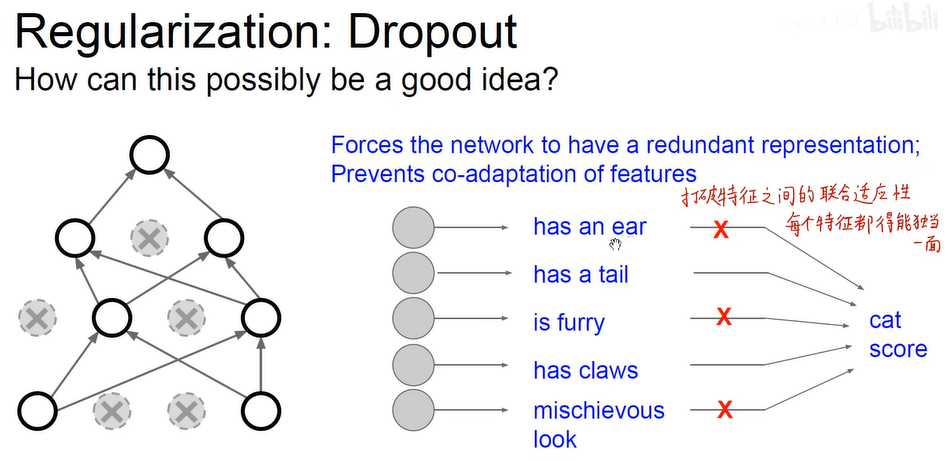 Regularization: Dropout
How can this possibly be a good idea?
Forces the network to have a redundant representation;
Prevents co-adaptation of features
打破特征之间的联合适应性
每个特征都得能独当
一面
has an ear
X
has a tail
is furry
X
has claws
mischievous
look
X
cat
score
bilibili